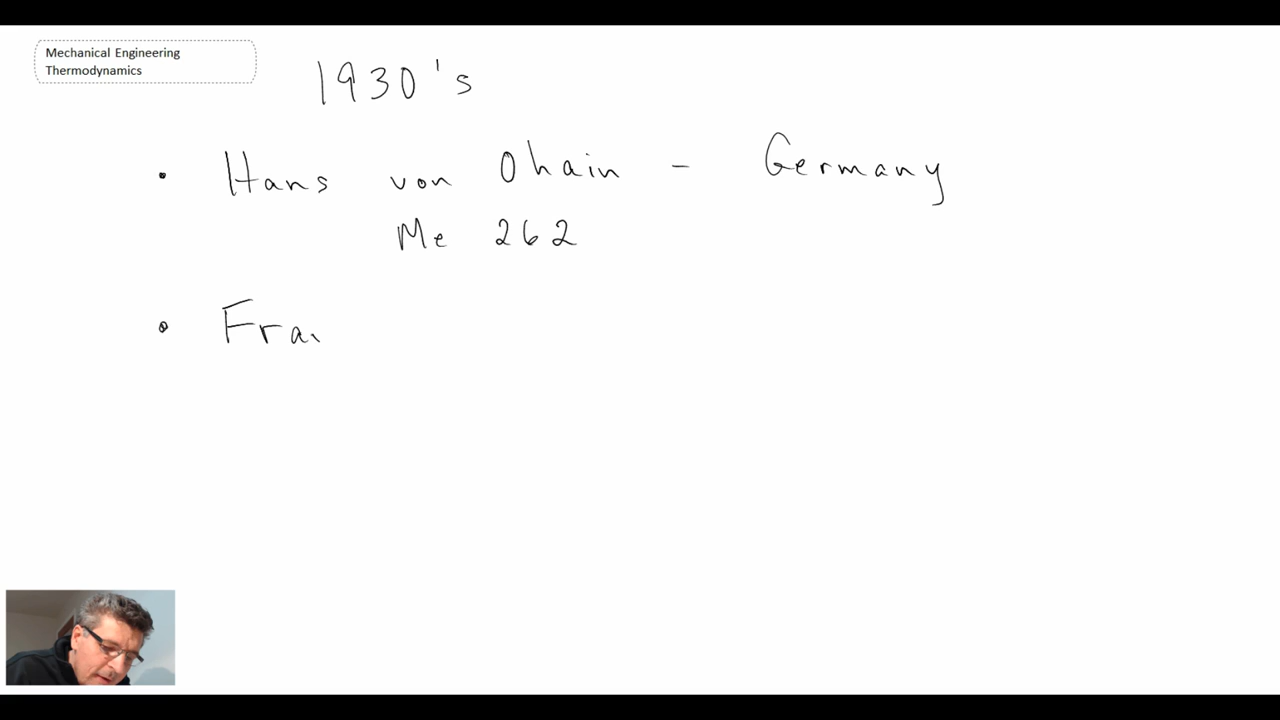 Mechanical Engineering
Thermodynamics
1930's
• Hans von Ohain - Germany
Me 262
• Fra